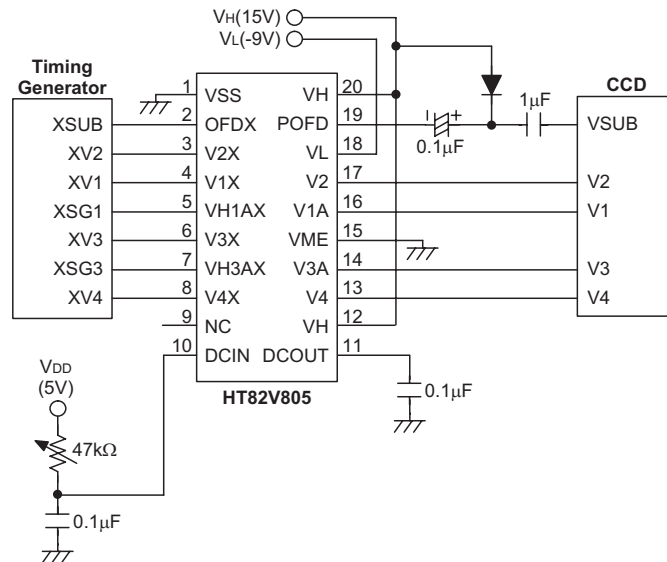 VH(15V)
VL(-9V)
Timing
Generator
CCD
1 VSS VH 20
XSUB 2 OFDX POFD 19 - + 1µF VSUB
0.1µF
XV2 3 V2X VL 18
XV1 4 V1X V2 17 V2
XSG1 5 VH1AX V1A 16 V1
XV3 6 V3X VME 15
XSG3 7 VH3AX V3A 14 V3
XV4 8 V4X V4 13 V4
9 NC VH 12
10 DCIN DCOUT 11
HT82V805
0.1µF
VDD
(5V)
47kΩ
0.1µF